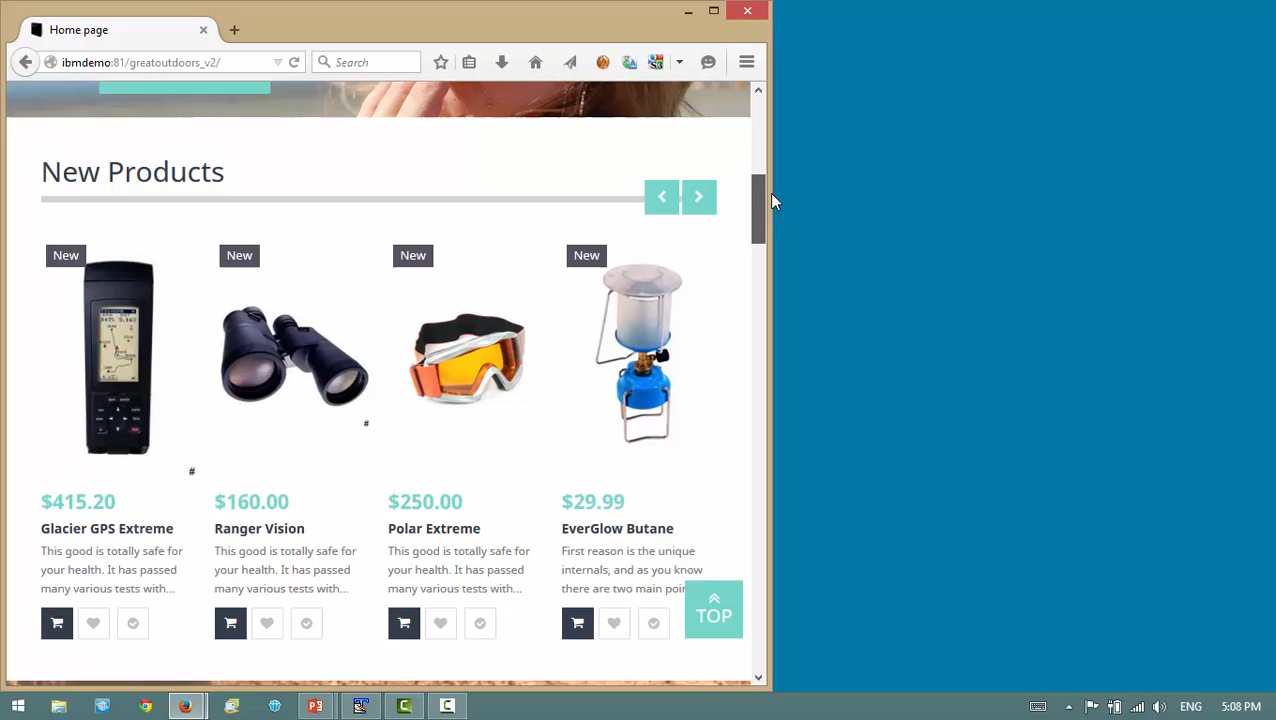 Home page
ibmdemo:81/greatoutdoors_v2/
Search
New Products
New
New
New
New
#
#
$415.20
$160.00
$250.00
$29.99
Glacier GPS Extreme
Ranger Vision
Polar Extreme
EverGlow Butane
This good is totally safe for
your health. It has passed
many various tests with...
This good is totally safe for
your health. It has passed
many various tests with...
This good is totally safe for
your health. It has passed
many various tests with...
First reason is the unique
internals, and as you know
there are two main
TOP
ENG
5:08 PM